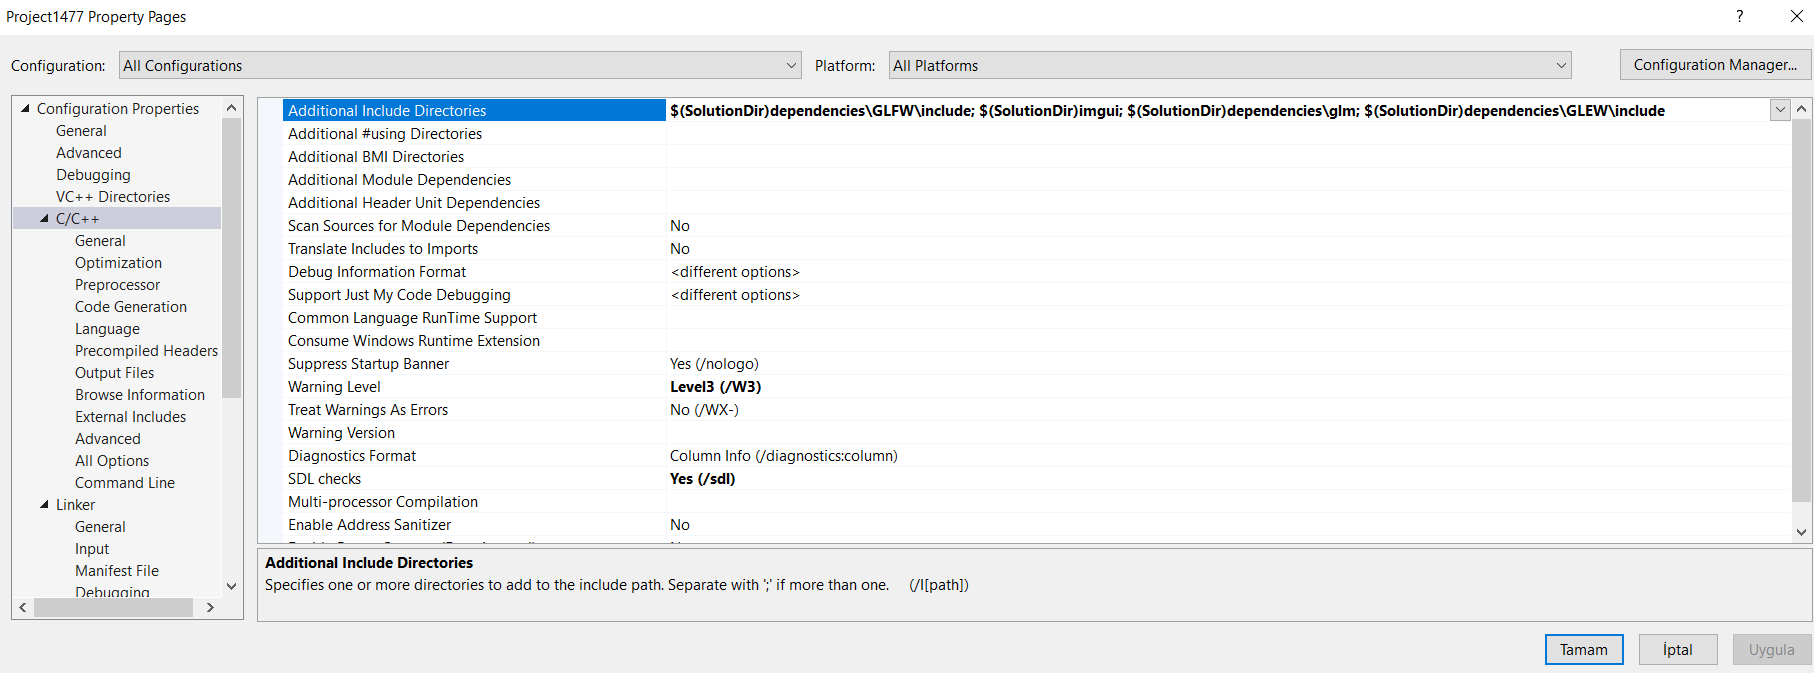 Project1477 Property Pages
?
Configuration:
All Configurations
Platform:
All Platforms
Configuration Manager...
Configuration Properties
General
Advanced
Debugging
VC++ Directories
C/C++
General
Optimization
Preprocessor
Code Generation
Language
Precompiled Headers
Output Files
Browse Information
External Includes
Advanced
All Options
Command Line
Linker
General
Input
Manifest File
Debugging
Additional Include Directories $(SolutionDir)dependencies\GLFW\include; $(SolutionDir)imgui; $(SolutionDir)dependencies\glm; $(SolutionDir)dependencies\GLEW\include
Additional #using Directories
Additional BMI Directories
Additional Module Dependencies
Additional Header Unit Dependencies
Scan Sources for Module Dependencies No
Translate Includes to Imports No
Debug Information Format <different options>
Support Just My Code Debugging <different options>
Common Language RunTime Support
Consume Windows Runtime Extension
Suppress Startup Banner Yes (/nologo)
Warning Level Level3 (/W3)
Treat Warnings As Errors No (/WX-)
Warning Version
Diagnostics Format Column Info (/diagnostics:column)
SDL checks Yes (/sdl)
Multi-processor Compilation
Enable Address Sanitizer No
Additional Include Directories
Specifies one or more directories to add to the include path. Separate with ';' if more than one. (/I[path])
Tamam
İptal
Uygula